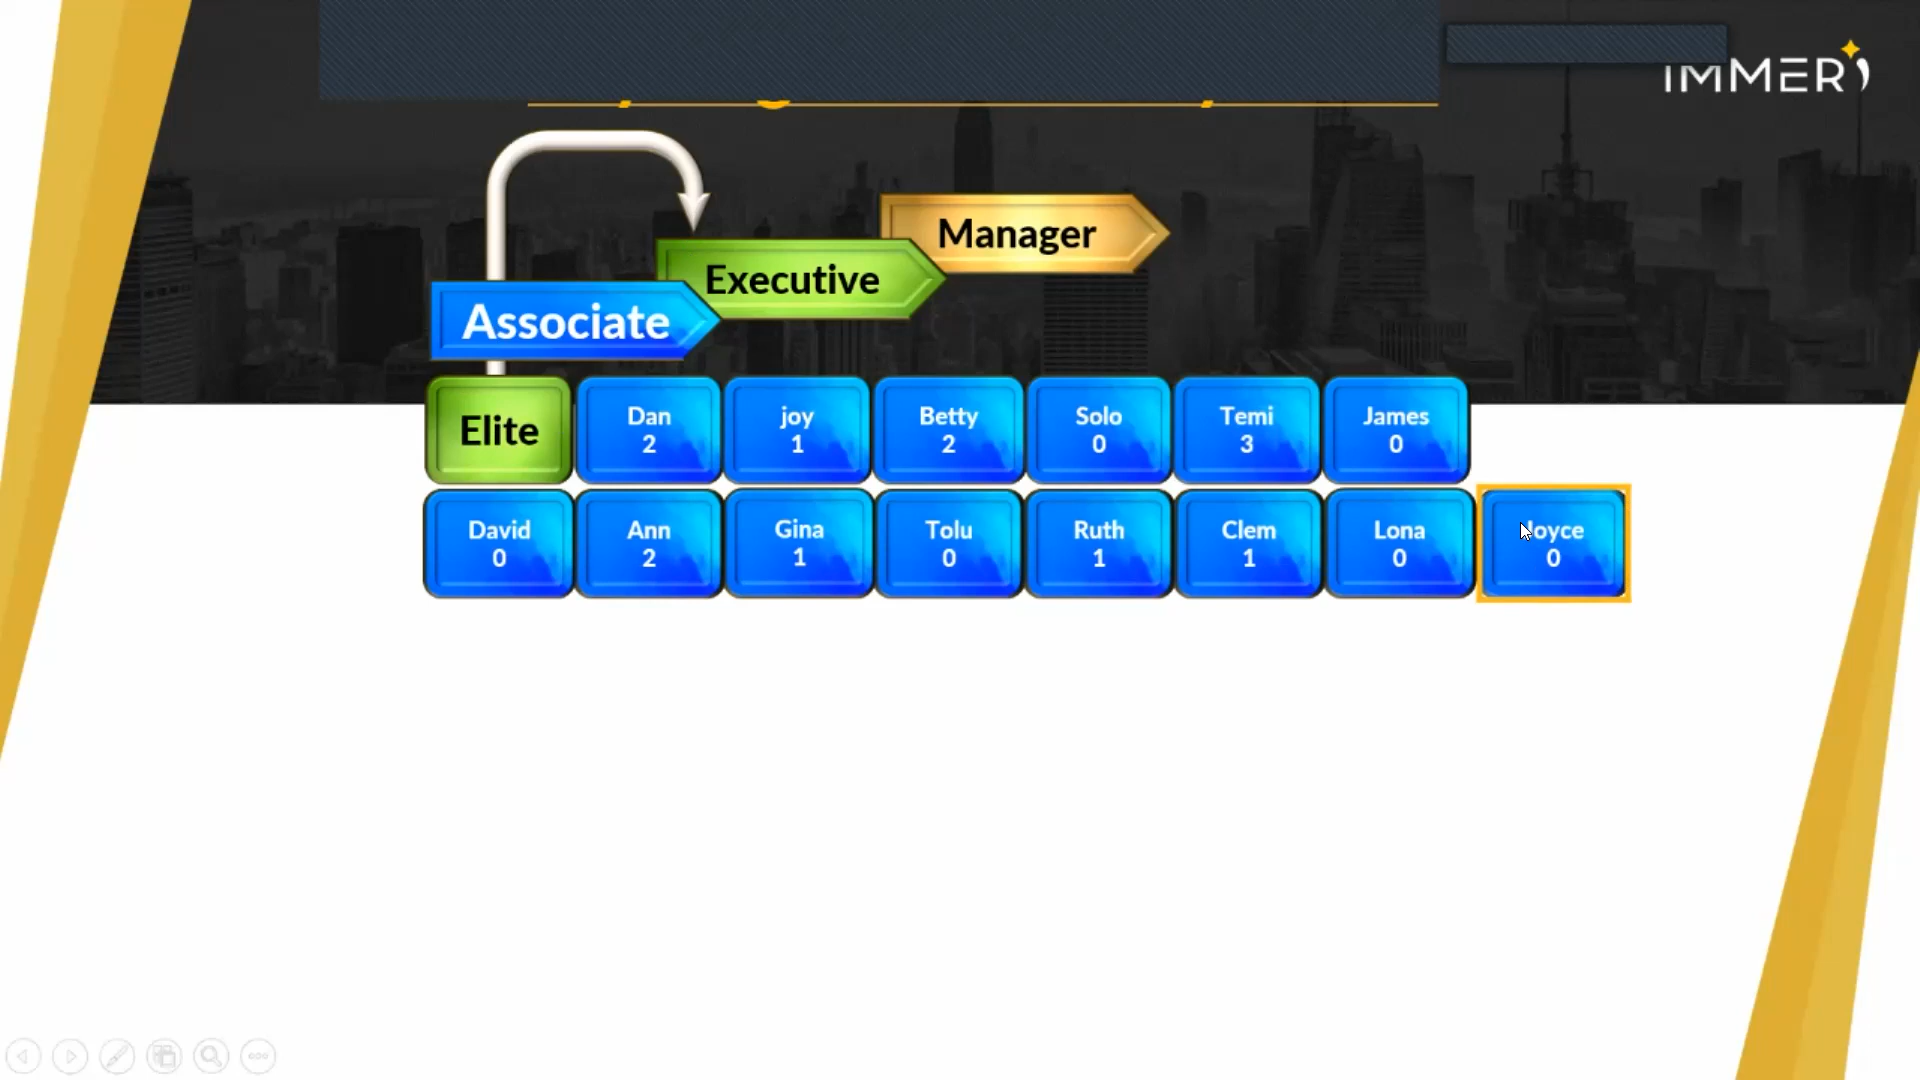 IMMER
Manager
Executive
Associate
Elite
Dan
2
joy
1
Betty
2
Solo
0
Temi
3
James
0
David
0
Ann
2
Gina
1
Tolu
0
Ruth
1
Clem
1
Lona
0
Joyce
0